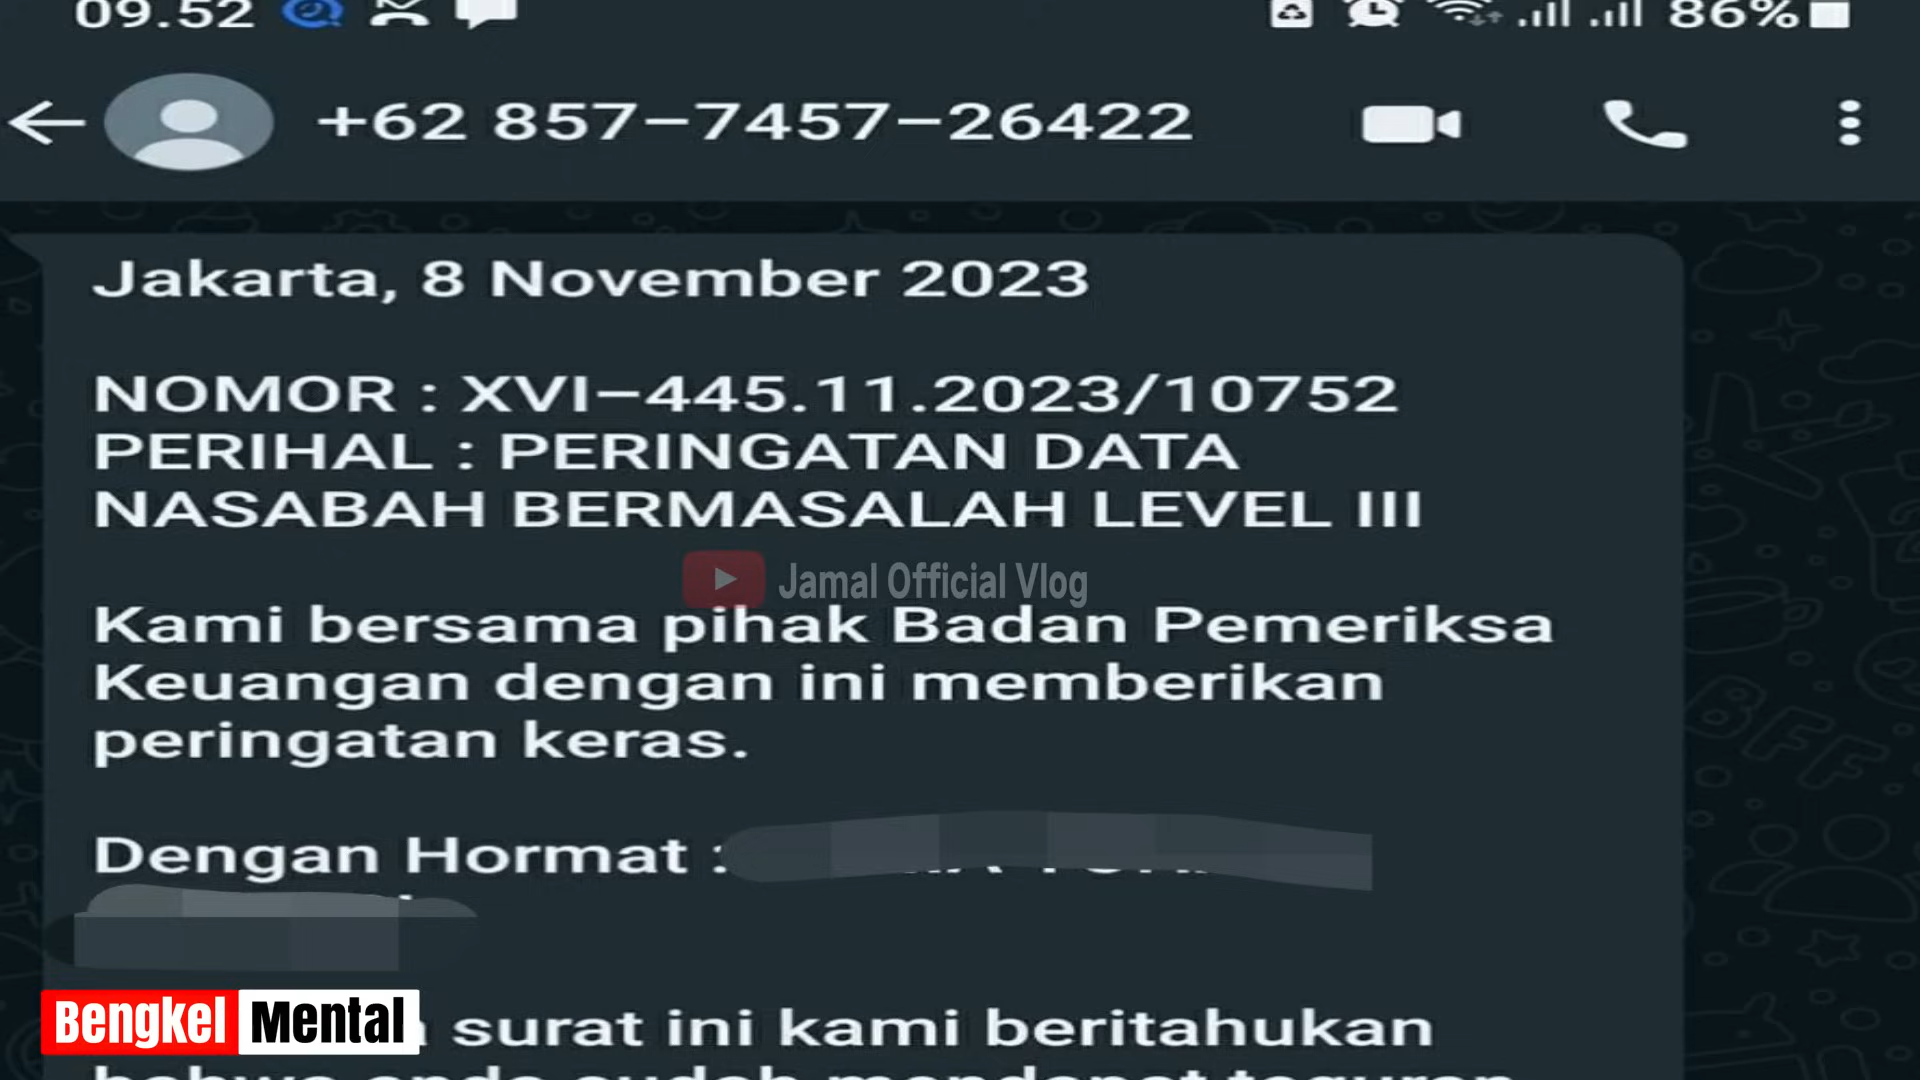 09.52 86%
+62 857-7457-26422
Jakarta, 8 November 2023
NOMOR : XVI-445.11.2023/10752
PERIHAL : PERINGATAN DATA
NASABAH BERMASALAH LEVEL III
Jamal Official Vlog
Kami bersama pihak Badan Pemeriksa
Keuangan dengan ini memberikan
peringatan keras.
Dengan Hormat :
Bengkel Mental
surat ini kami beritahukan
BFF